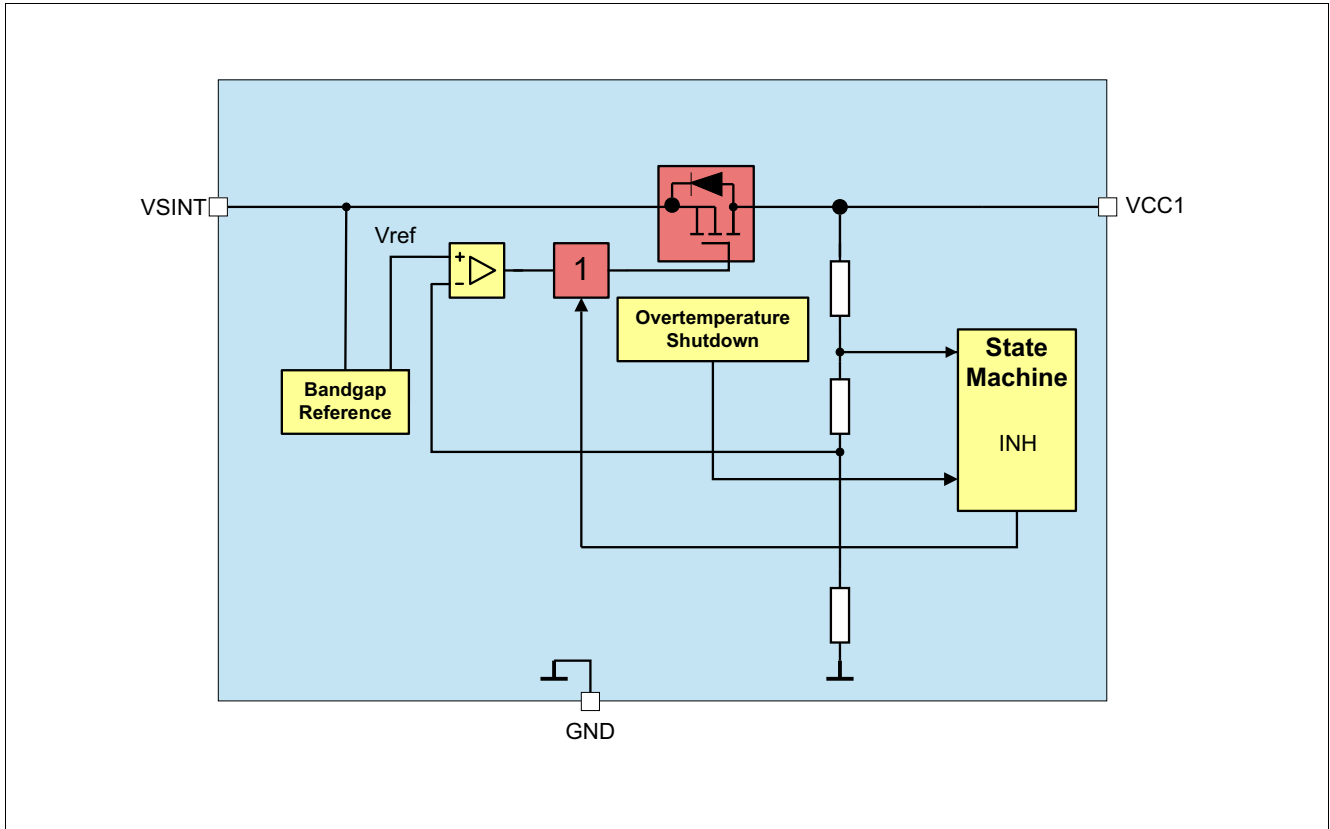 VSINT
VCC1
Vref
+
-
1
Overtemperature
Shutdown
State
Machine
INH
Bandgap
Reference
GND